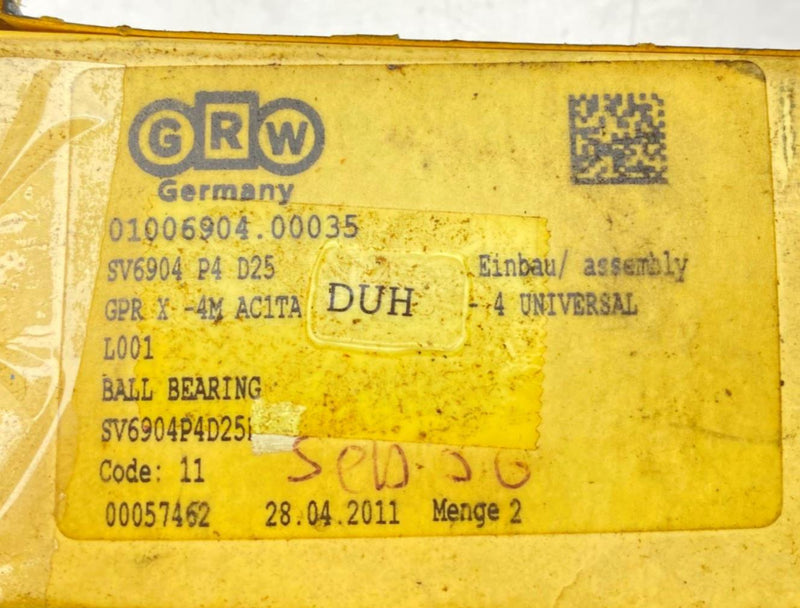 GRW
Germany
01006904.00035
SV6904 P4 D25 Einbau/ assembly
GPR X -4M AC1TA DUH - 4 UNIVERSAL
L001
BALL BEARING
SV6904P4D25
Code: 11
00057462 28.04.2011 Menge 2